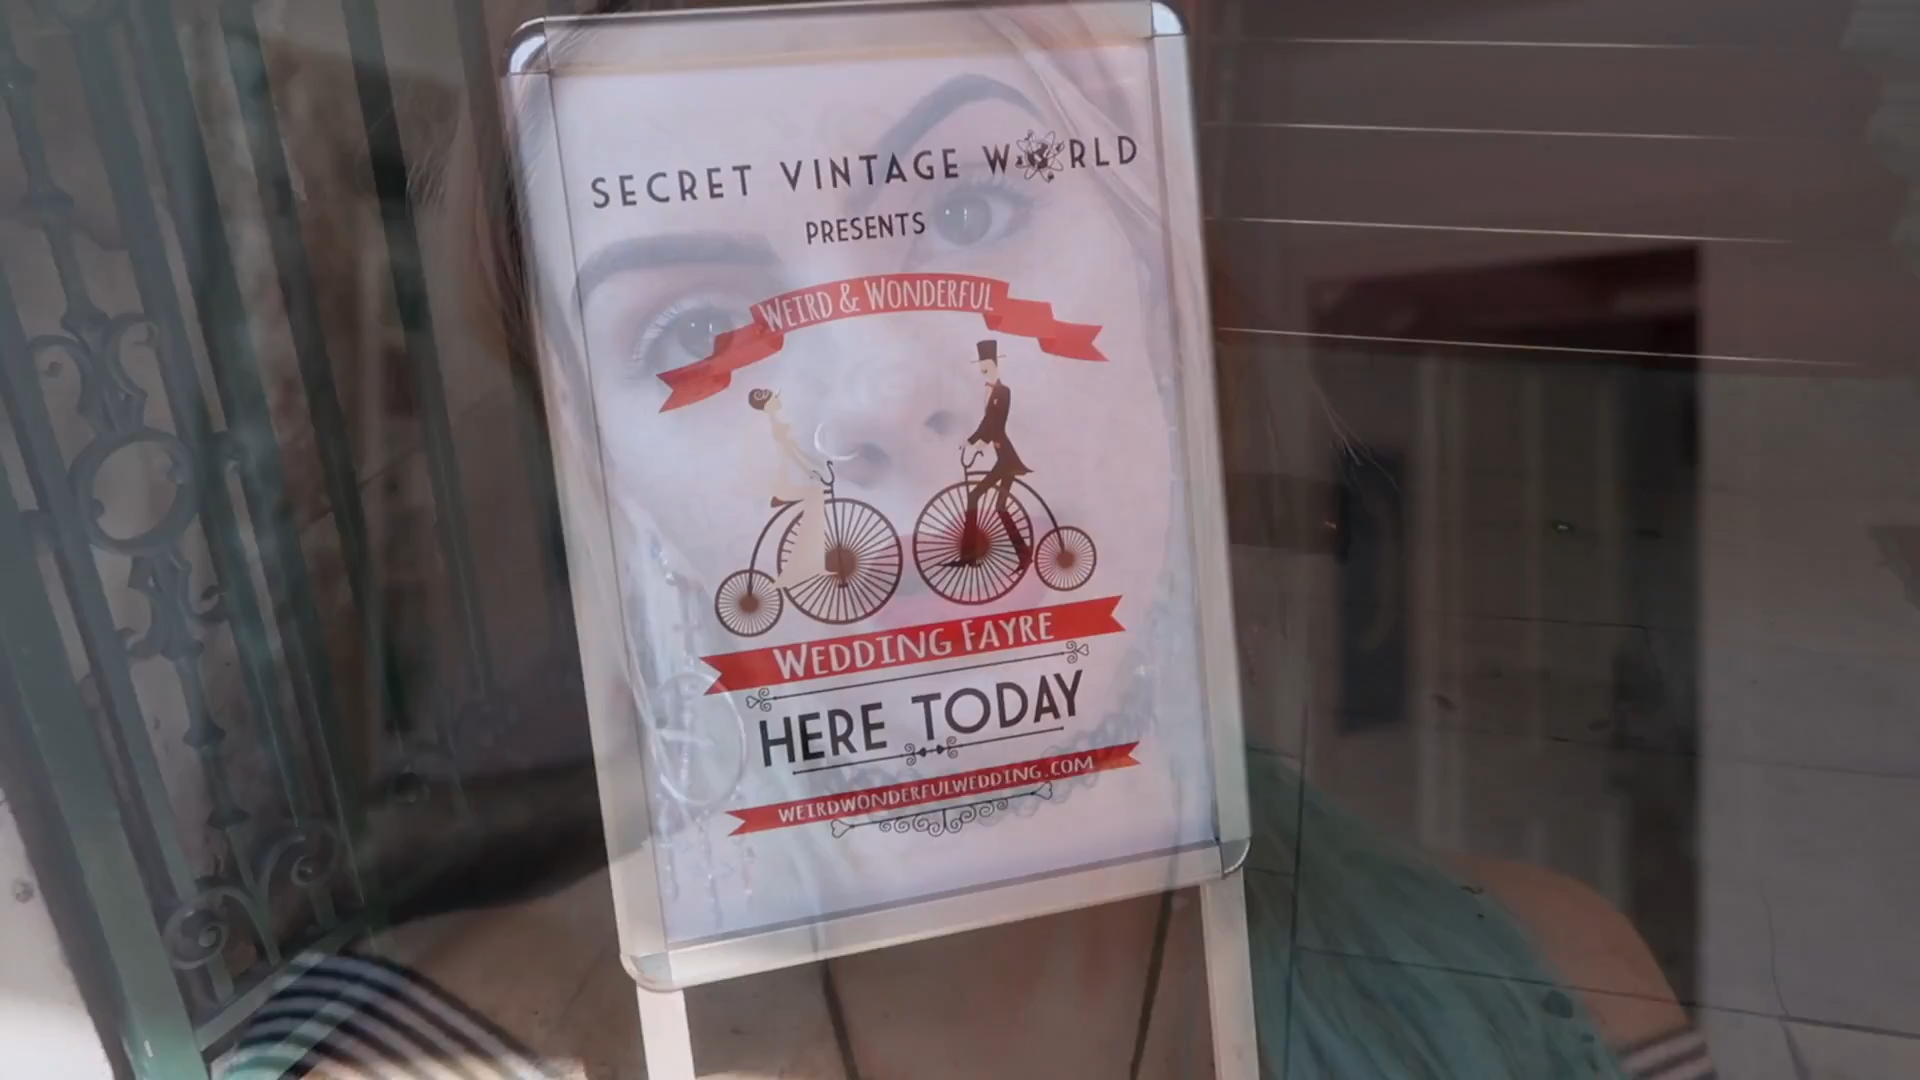 SECRET VINTAGE WORLD
PRESENTS
WEIRD & WONDERFUL
WEDDING FAYRE
HERE TODAY
WEIRDWONDERFULWEDDING.COM